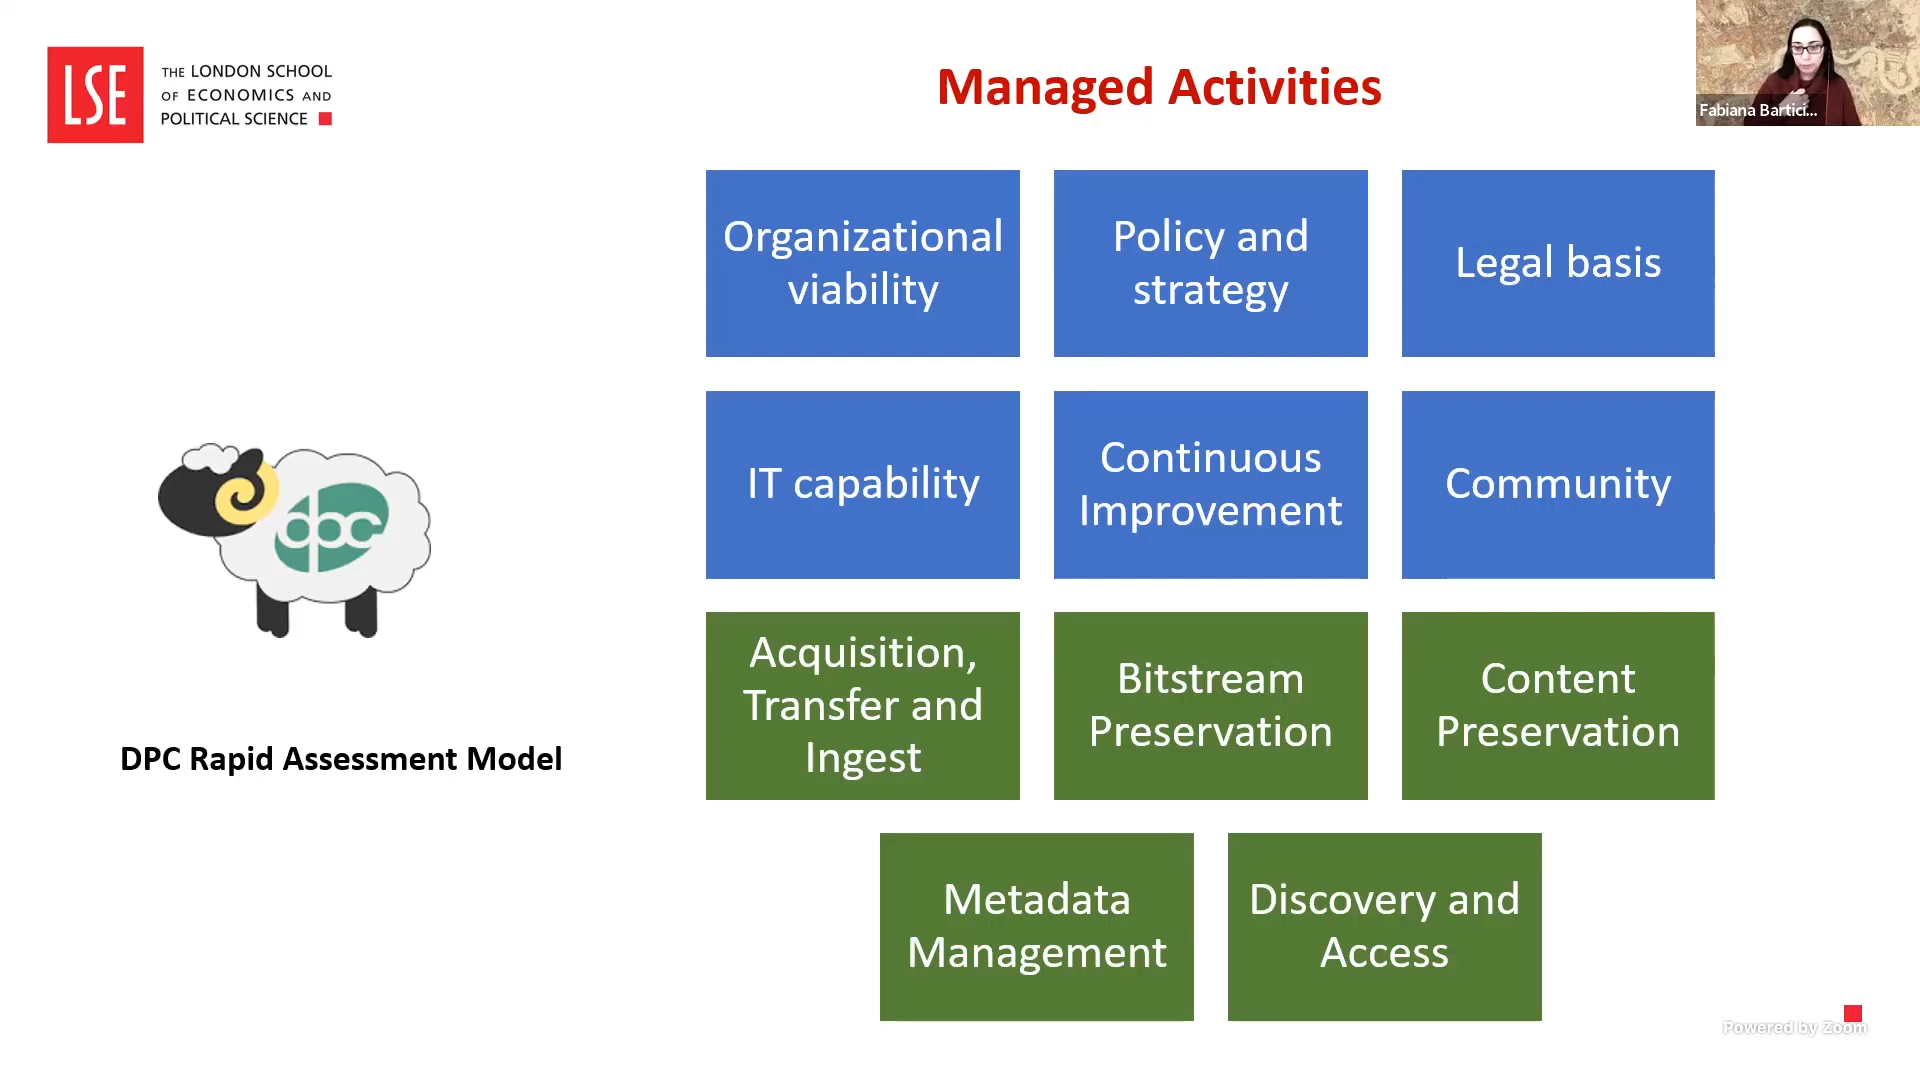 LSE
THE LONDON SCHOOL
OF ECONOMICS AND
POLITICAL SCIENCE
Managed Activities
Fabiana Bartici...
Organizational
viability
Policy and
strategy
Legal basis
IT capability
Continuous
Improvement
Community
dpc
DPC Rapid Assessment Model
Acquisition,
Transfer and
Ingest
Bitstream
Preservation
Content
Preservation
Metadata
Management
Discovery and
Access
Powered by Zoom